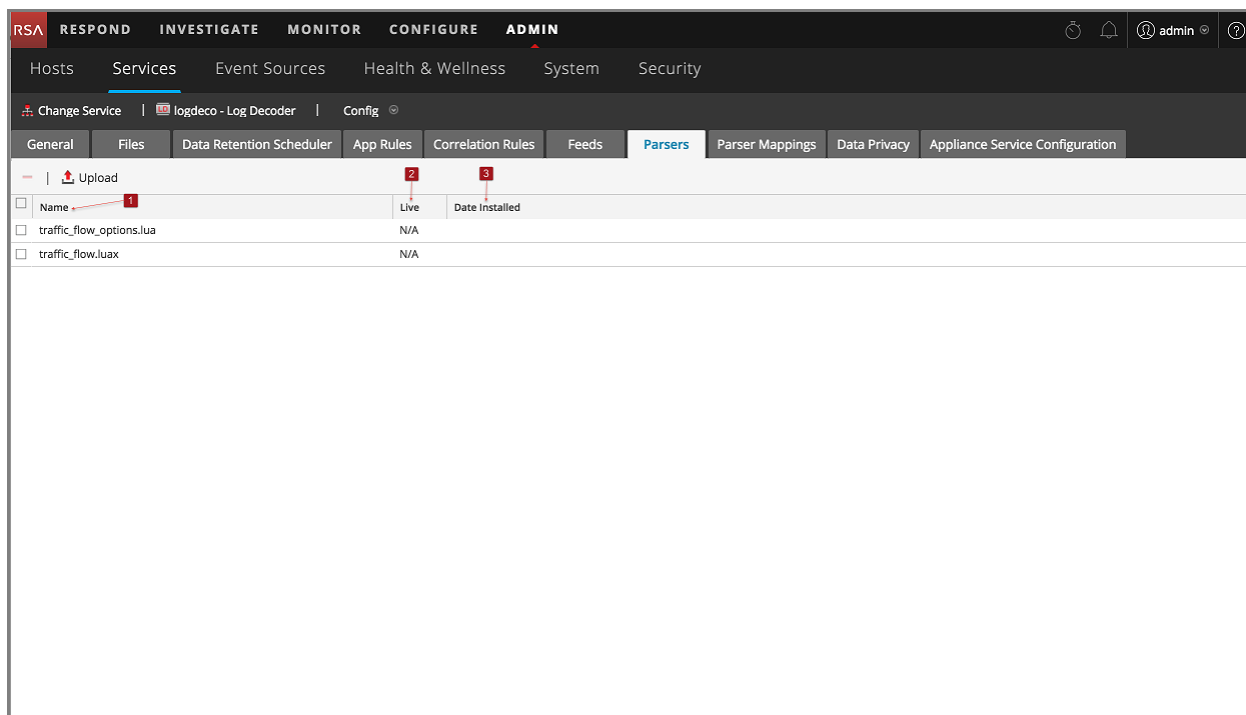 RSA RESPOND INVESTIGATE MONITOR CONFIGURE ADMIN admin ?
Hosts Services Event Sources Health & Wellness System Security
Change Service | LD logdeco - Log Decoder | Config
General Files Data Retention Scheduler App Rules Correlation Rules Feeds Parsers Parser Mappings Data Privacy Appliance Service Configuration
| Upload 2 3
Name 1 Live Date Installed
traffic_flow_options.lua N/A
traffic_flow.luax N/A